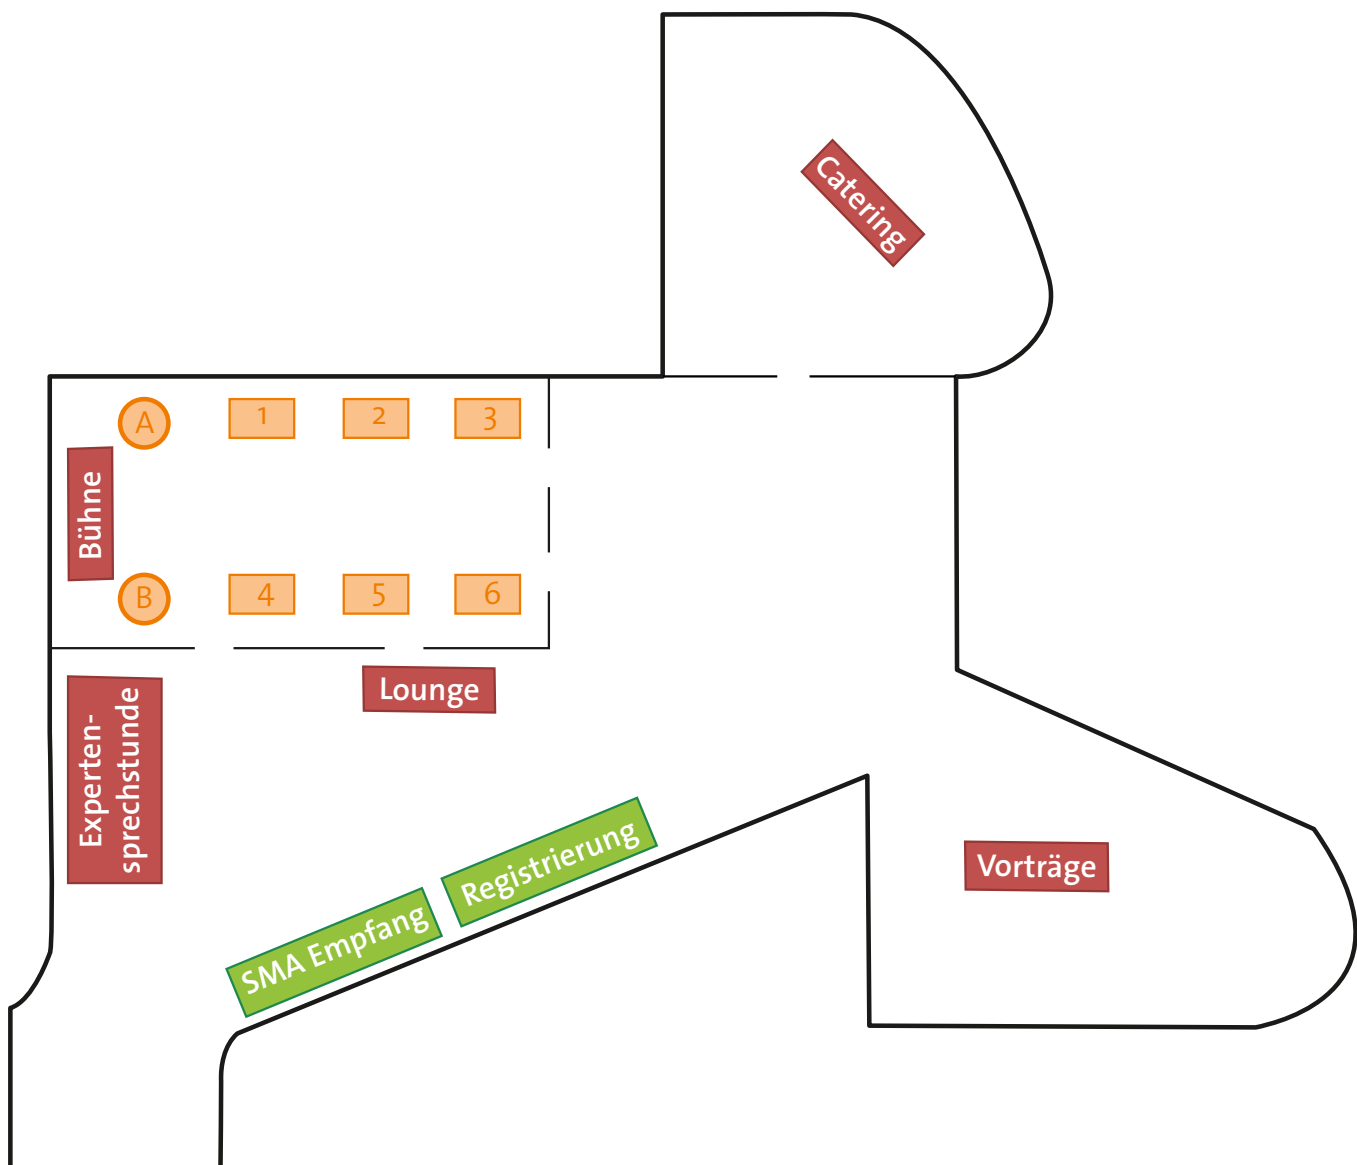 Catering
A
1
2
3
Bühne
B
4
5
6
Lounge
Experten-
sprechstunde
Registrierung
SMA Empfang
Vorträge